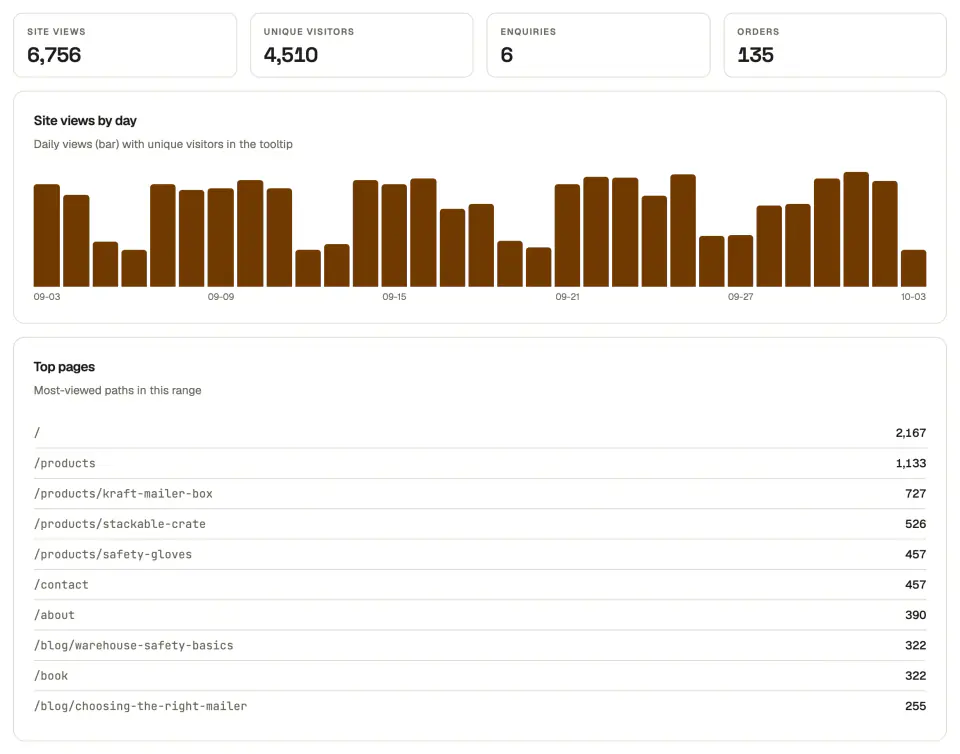 SITE VIEWS
6,756
UNIQUE VISITORS
4,510
ENQUIRIES
6
ORDERS
135
Site views by day
Daily views (bar) with unique visitors in the tooltip
09-03 09-09 09-15 09-21 09-27 10-03
Top pages
Most-viewed paths in this range
/ 2,167
/products 1,133
/products/kraft-mailer-box 727
/products/stackable-crate 526
/products/safety-gloves 457
/contact 457
/about 390
/blog/warehouse-safety-basics 322
/book 322
/blog/choosing-the-right-mailer 255